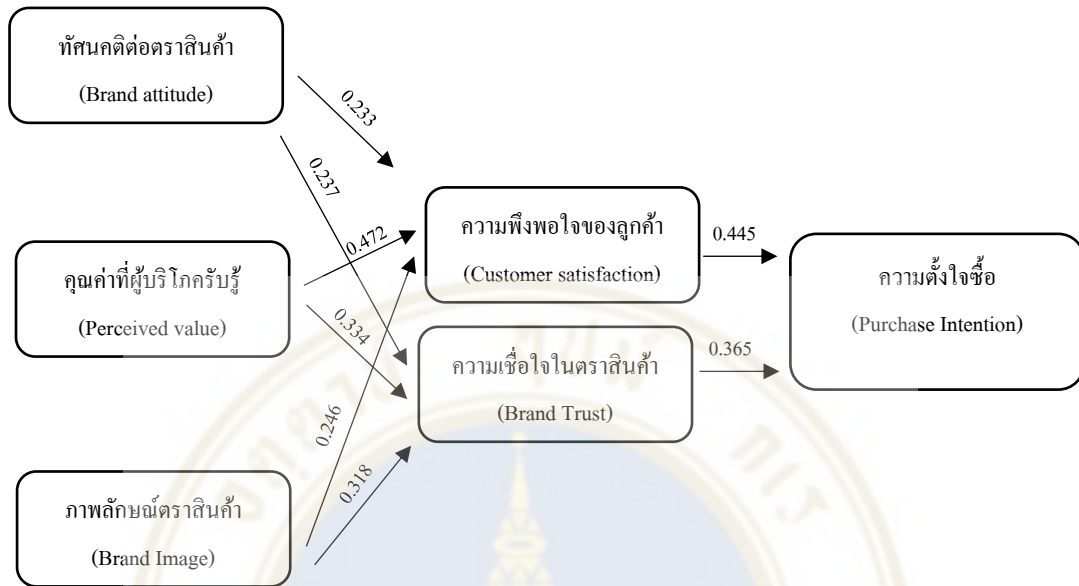 ทัศนคติต่อตราสินค้า
(Brand attitude)
0.233
0.237
ความพึงพอใจของลูกค้า
(Customer satisfaction)
0.445
0.472
คุณค่าที่ผู้บริโภครับรู้
(Perceived value)
ความตั้งใจซื้อ
(Purchase Intention)
0.334
ความเชื่อใจในตราสินค้า
(Brand Trust)
0.365
0.246
0.318
ภาพลักษณ์ตราสินค้า
(Brand Image)